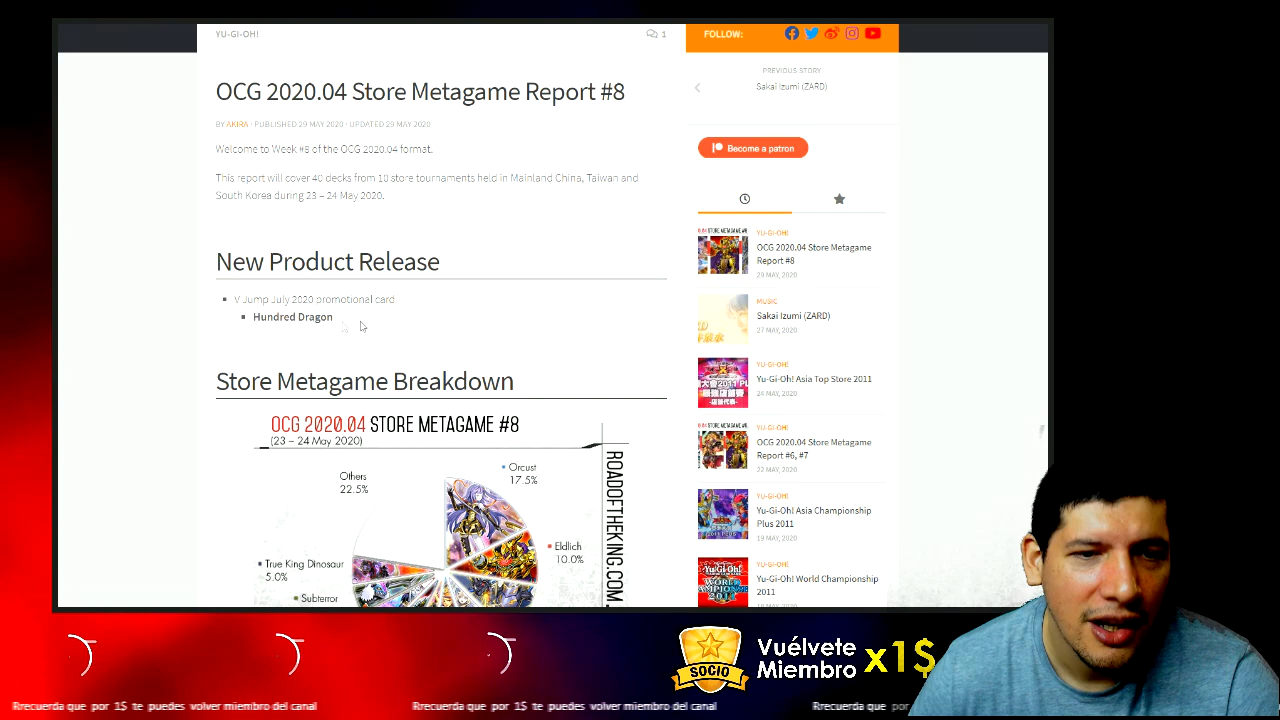 YU-GI-OH!
1
OCG 2020.04 Store Metagame Report #8
BY AKIRA · PUBLISHED 29 MAY 2020 · UPDATED 29 MAY 2020
Welcome to Week #8 of the OCG 2020.04 format.
This report will cover 40 decks from 10 store tournaments held in Mainland China, Taiwan and
South Korea during 23 – 24 May 2020.
New Product Release
V Jump July 2020 promotional card
Hundred Dragon
Store Metagame Breakdown
OCG 2020.04 STORE METAGAME #8
(23 – 24 May 2020)
Others
22.5%
Orcust
17.5%
Eldlich
10.0%
True King Dinosaur
5.0%
Subterror
ROADOFTHEKING.COM
FOLLOW:
PREVIOUS STORY
Sakai Izumi (ZARD)
Become a patron
YU-GI-OH!
OCG 2020.04 Store Metagame
Report #8
29 MAY, 2020
MUSIC
Sakai Izumi (ZARD)
27 MAY, 2020
YU-GI-OH!
Yu-Gi-Oh! Asia Top Store 2011
24 MAY, 2020
YU-GI-OH!
OCG 2020.04 Store Metagame
Report #6, #7
22 MAY, 2020
YU-GI-OH!
Yu-Gi-Oh! Asia Championship
Plus 2011
19 MAY, 2020
YU-GI-OH!
Yu-Gi-Oh! World Championship
2011
SOCIO
Vuélvete
Miembro x1$
Rrecuerda que por 1$ te puedes volver miembro del canal
Rrecuerda que por 1$ te puedes volver miembro del canal
Rrecuerda que por